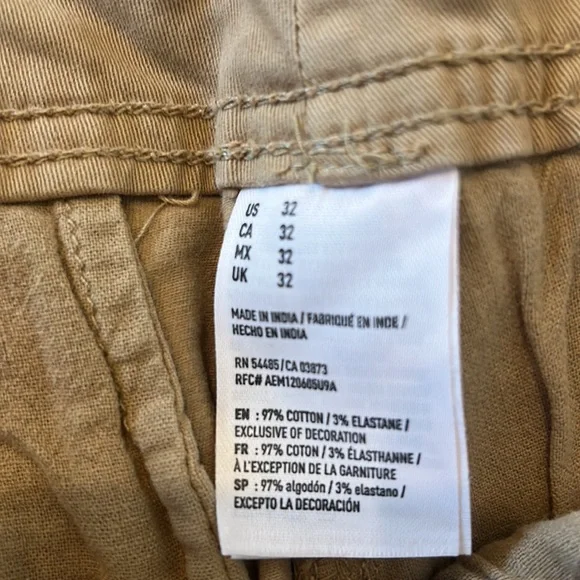 US 32
CA 32
MX 32
UK 32
MADE IN INDIA / FABRIQUÉ EN INDE /
HECHO EN INDIA
RN 54485/CA 03873
RFC# AEM120605U9A
EN : 97% COTTON / 3% ELASTANE /
EXCLUSIVE OF DECORATION
FR : 97% COTON / 3% ÉLASTHANNE /
À L'EXCEPTION DE LA GARNITURE
SP : 97% algodón / 3% elastano /
EXCEPTO LA DECORACIÓN